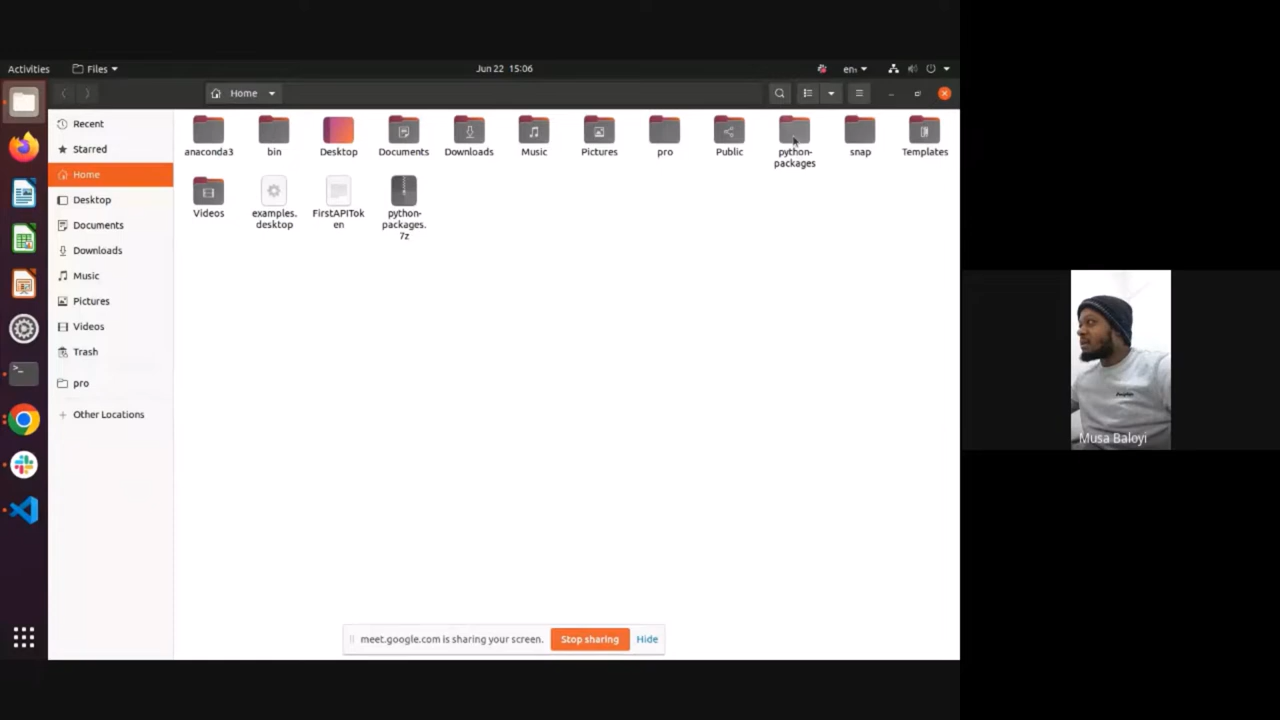 Activities
Files
Jun 22 15:06
en₁
Home
Recent
Starred
Home
Desktop
Documents
Downloads
Music
Pictures
Videos
Trash
pro
Other Locations
anaconda3
bin
Desktop
Documents
Downloads
Music
Pictures
pro
Public
python-
packages
snap
Templates
Videos
examples.
desktop
FirstAPITok
en
python-
packages.
7z
meet.google.com is sharing your screen.
Stop sharing
Hide
Musa Baloyi